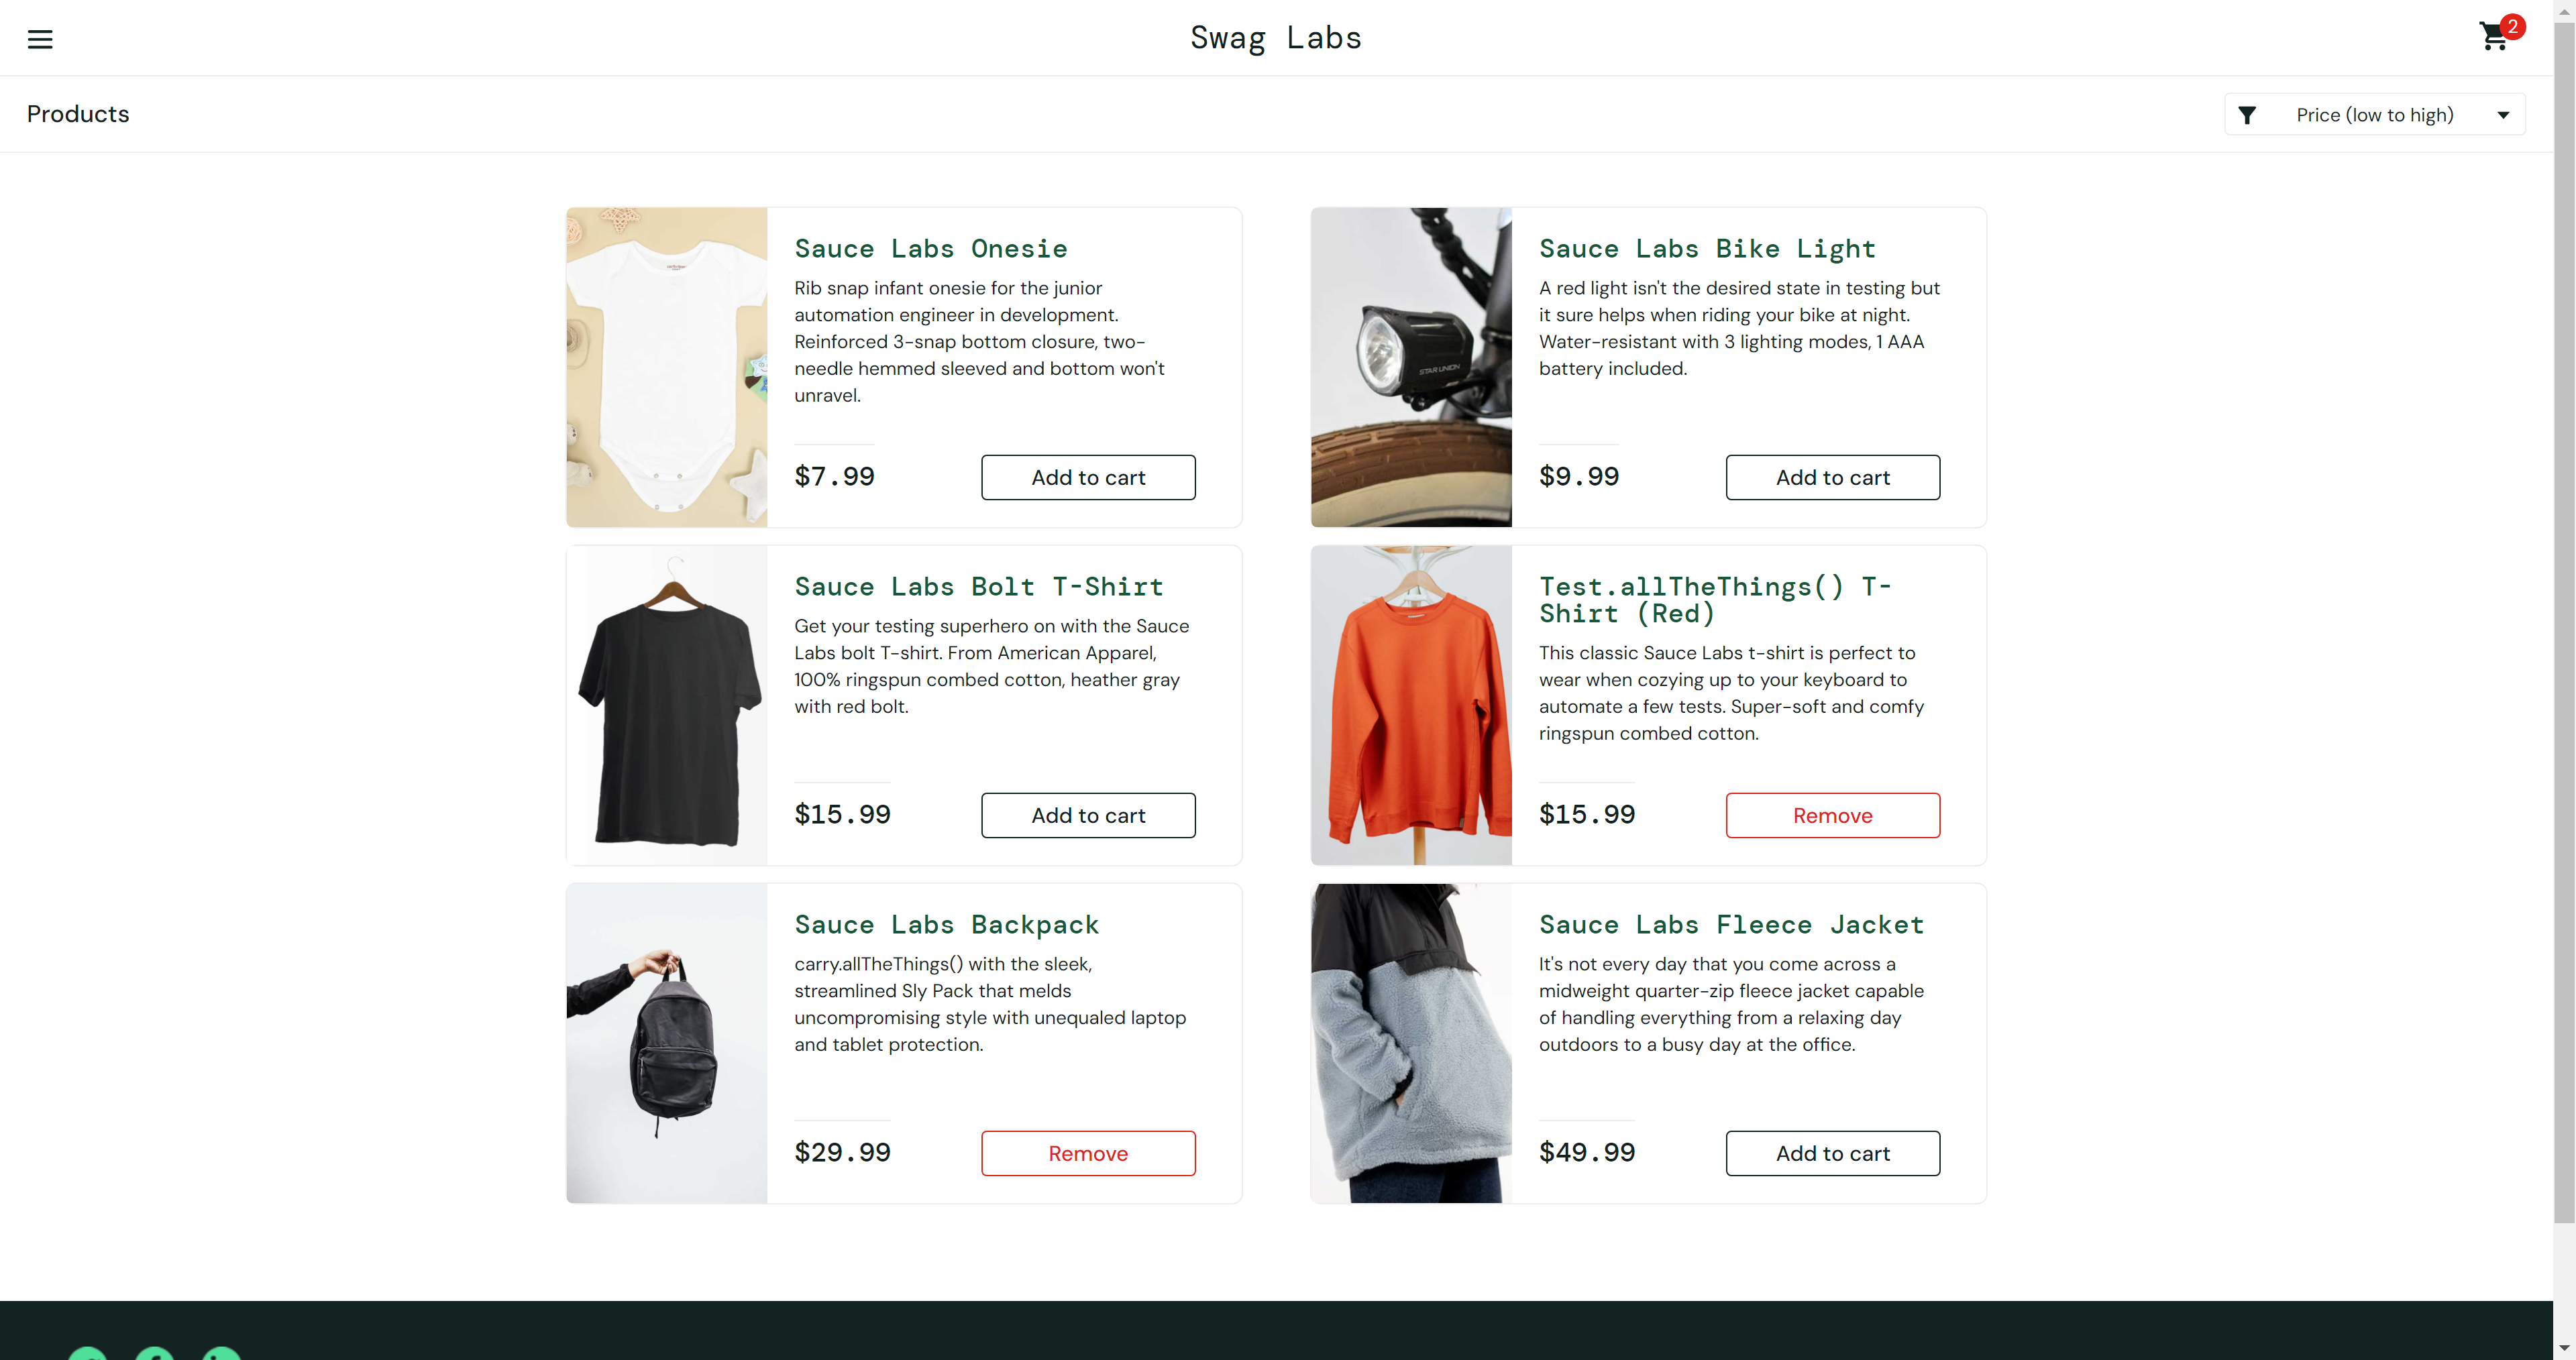 Swag Labs
2
Products
Price (low to high)
Sauce Labs Onesie
Rib snap infant onesie for the junior
automation engineer in development.
Reinforced 3-snap bottom closure, two-
needle hemmed sleeved and bottom won't
unravel.
$7.99
Add to cart
Sauce Labs Bike Light
A red light isn't the desired state in testing but
it sure helps when riding your bike at night.
Water-resistant with 3 lighting modes, 1 AAA
battery included.
STAR UNION
$9.99
Add to cart
Sauce Labs Bolt T-Shirt
Get your testing superhero on with the Sauce
Labs bolt T-shirt. From American Apparel,
100% ringspun combed cotton, heather gray
with red bolt.
$15.99
Add to cart
Test.allTheThings() T-
Shirt (Red)
This classic Sauce Labs t-shirt is perfect to
wear when cozying up to your keyboard to
automate a few tests. Super-soft and comfy
ringspun combed cotton.
$15.99
Remove
Sauce Labs Backpack
carry.allTheThings() with the sleek,
streamlined Sly Pack that melds
uncompromising style with unequaled laptop
and tablet protection.
$29.99
Remove
Sauce Labs Fleece Jacket
It's not every day that you come across a
midweight quarter-zip fleece jacket capable
of handling everything from a relaxing day
outdoors to a busy day at the office.
$49.99
Add to cart